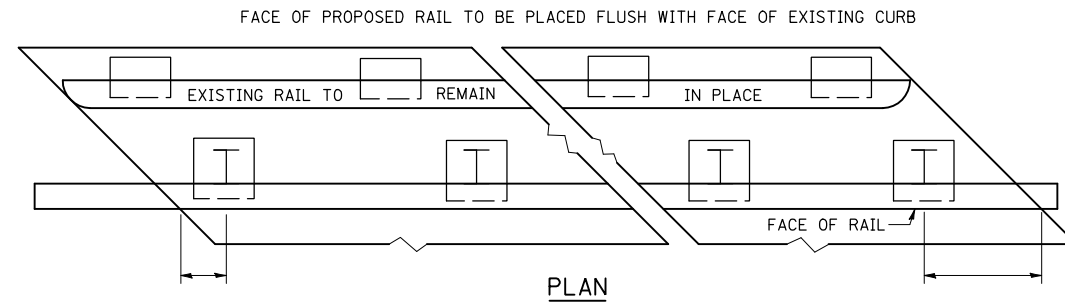 FACE OF PROPOSED RAIL TO BE PLACED FLUSH WITH FACE OF EXISTING CURB
EXISTING RAIL TO REMAIN IN PLACE
FACE OF RAIL
PLAN